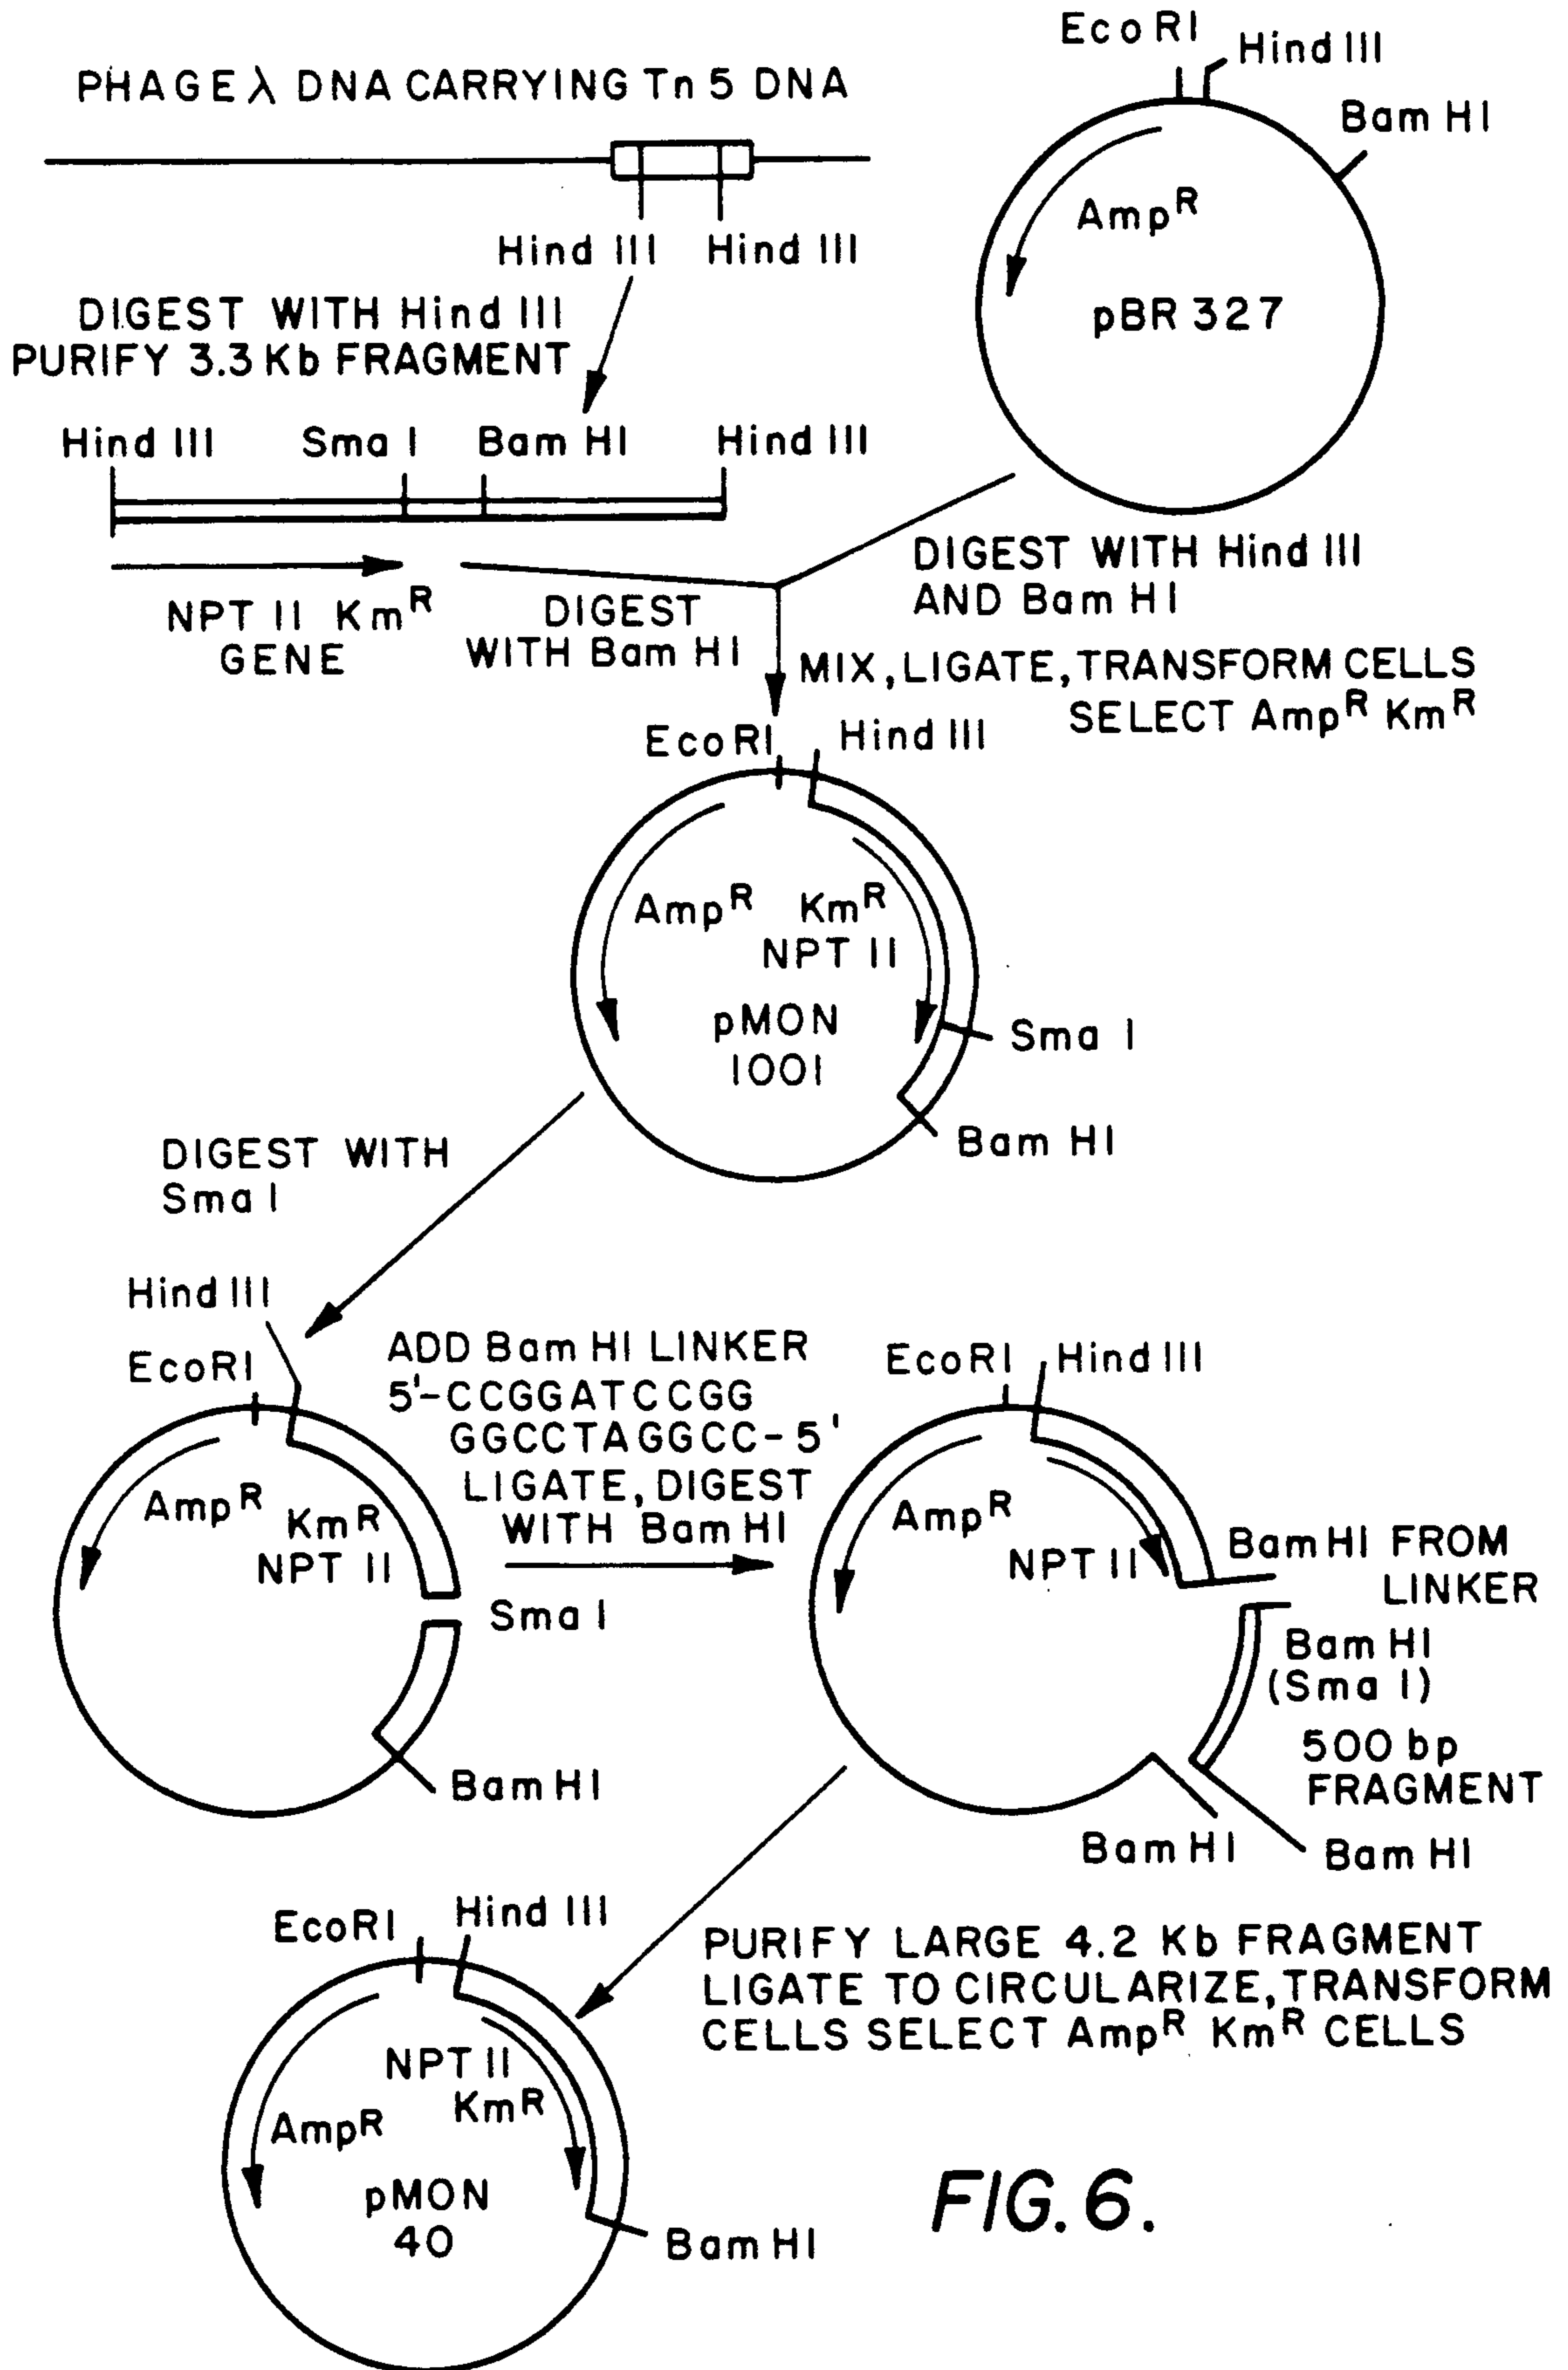 PHAGE λ DNA CARRYING Tn 5 DNA
Hind III
Hind III
DIGEST WITH Hind III
PURIFY 3.3 Kb FRAGMENT
Hind III
Sma I
Bam HI
Hind III
NPT II KmR
GENE
DIGEST
WITH Bam HI
EcoRI
Hind III
Bam HI
AmpR
pBR 327
DIGEST WITH Hind III
AND Bam HI
MIX, LIGATE, TRANSFORM CELLS
SELECT AmpR KmR
EcoRI
Hind III
AmpR
KmR
NPT II
pMON
1001
Sma I
Bam HI
DIGEST WITH
Sma I
Hind III
EcoRI
AmpR
KmR
NPT II
Sma I
Bam HI
ADD Bam HI LINKER
5'-CCGGATCCGG
GGCCTAGGCC-5'
LIGATE, DIGEST
WITH BamHI
EcoRI
Hind III
AmpR
NPT II
BamHI FROM
LINKER
Bam HI
(Sma I)
500 bp
FRAGMENT
Bam HI
Bam HI
PURIFY LARGE 4.2 Kb FRAGMENT
LIGATE TO CIRCULARIZE, TRANSFORM
CELLS SELECT AmpR KmR CELLS
EcoRI
Hind III
NPT II
KmR
AmpR
pMON
40
Bam HI
FIG. 6.